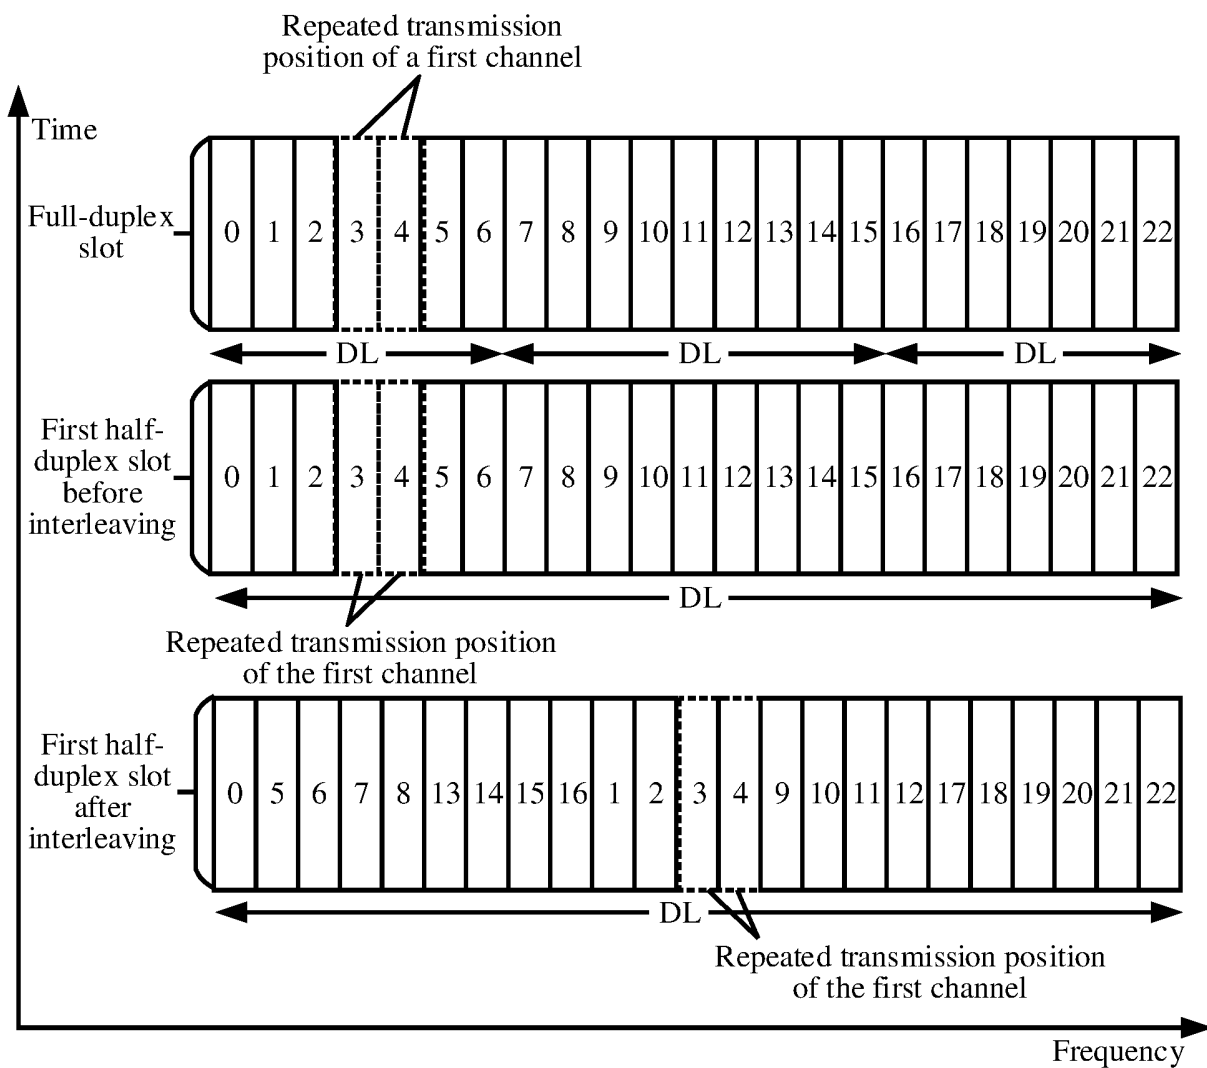 Repeated transmission
position of a first channel
Time
Full-duplex
slot
0 1 2 3 4 5 6 7 8 9 10 11 12 13 14 15 16 17 18 19 20 21 22
DL DL DL
First half-
duplex slot
before
interleaving
0 1 2 3 4 5 6 7 8 9 10 11 12 13 14 15 16 17 18 19 20 21 22
DL
Repeated transmission position
of the first channel
First half-
duplex slot
after
interleaving
0 5 6 7 8 13 14 15 16 1 2 3 4 9 10 11 12 17 18 19 20 21 22
DL
Repeated transmission position
of the first channel
Frequency